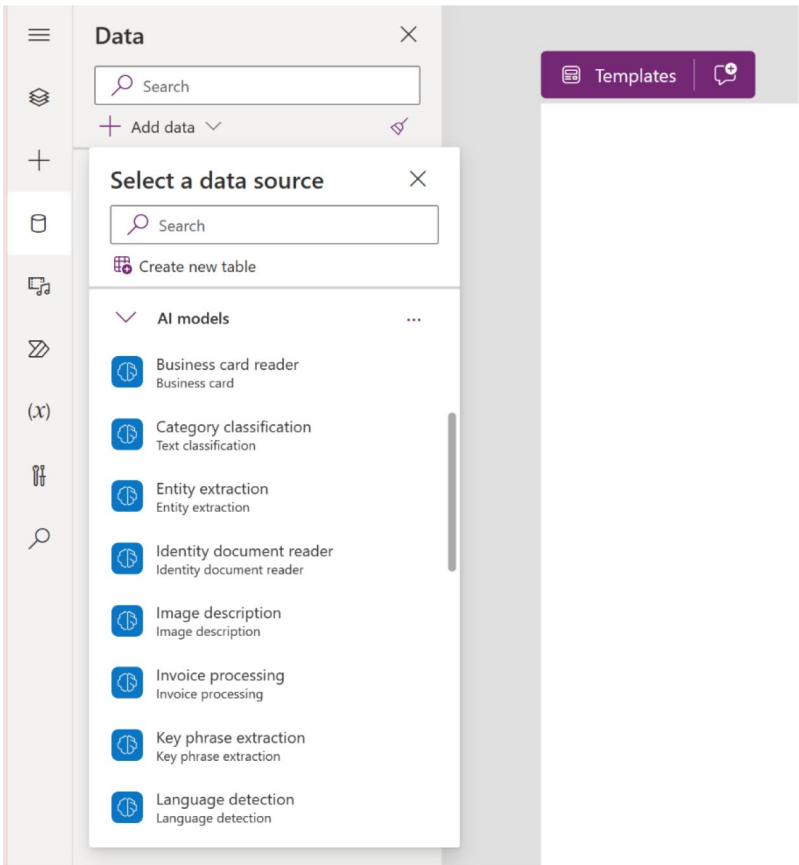 Data
Search
Add data
Select a data source
Search
Create new table
AI models
...
Business card reader
Business card
Category classification
Text classification
Entity extraction
Entity extraction
Identity document reader
Identity document reader
Image description
Image description
Invoice processing
Invoice processing
Key phrase extraction
Key phrase extraction
Language detection
Language detection
(x)
Templates